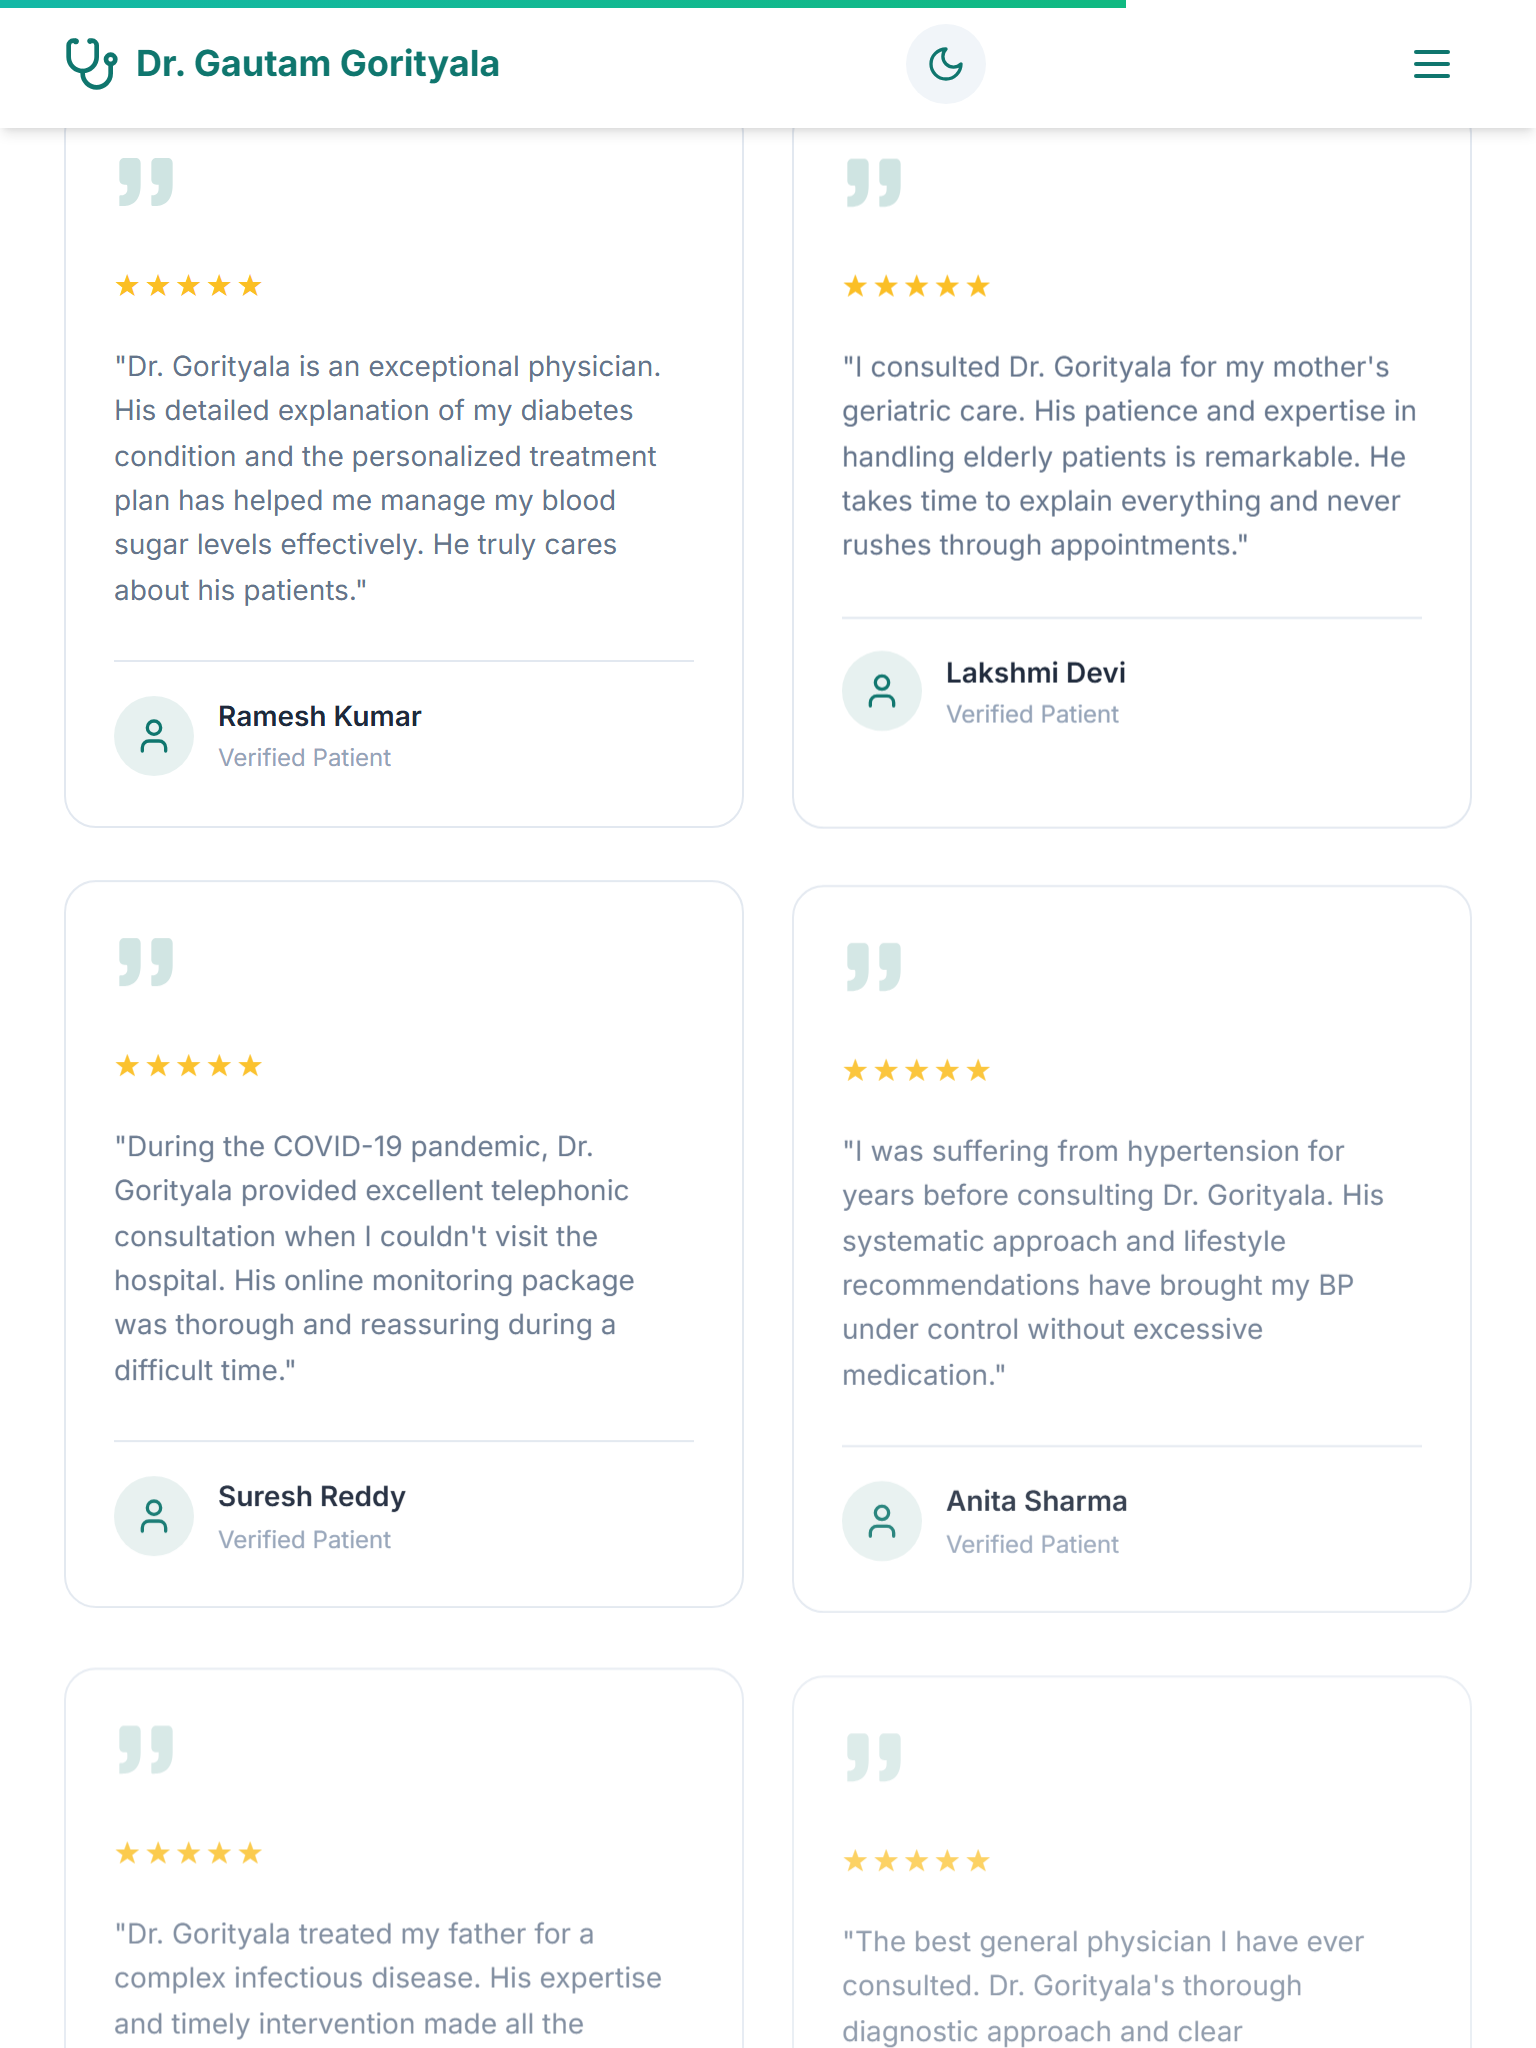 Dr. Gautam Gorityala
"Dr. Gorityala is an exceptional physician.
His detailed explanation of my diabetes
condition and the personalized treatment
plan has helped me manage my blood
sugar levels effectively. He truly cares
about his patients."
Ramesh Kumar
Verified Patient
"I consulted Dr. Gorityala for my mother's
geriatric care. His patience and expertise in
handling elderly patients is remarkable. He
takes time to explain everything and never
rushes through appointments."
Lakshmi Devi
Verified Patient
"During the COVID-19 pandemic, Dr.
Gorityala provided excellent telephonic
consultation when I couldn't visit the
hospital. His online monitoring package
was thorough and reassuring during a
difficult time."
Suresh Reddy
Verified Patient
"I was suffering from hypertension for
years before consulting Dr. Gorityala. His
systematic approach and lifestyle
recommendations have brought my BP
under control without excessive
medication."
Anita Sharma
Verified Patient
"Dr. Gorityala treated my father for a
complex infectious disease. His expertise
and timely intervention made all the
"The best general physician I have ever
consulted. Dr. Gorityala's thorough
diagnostic approach and clear